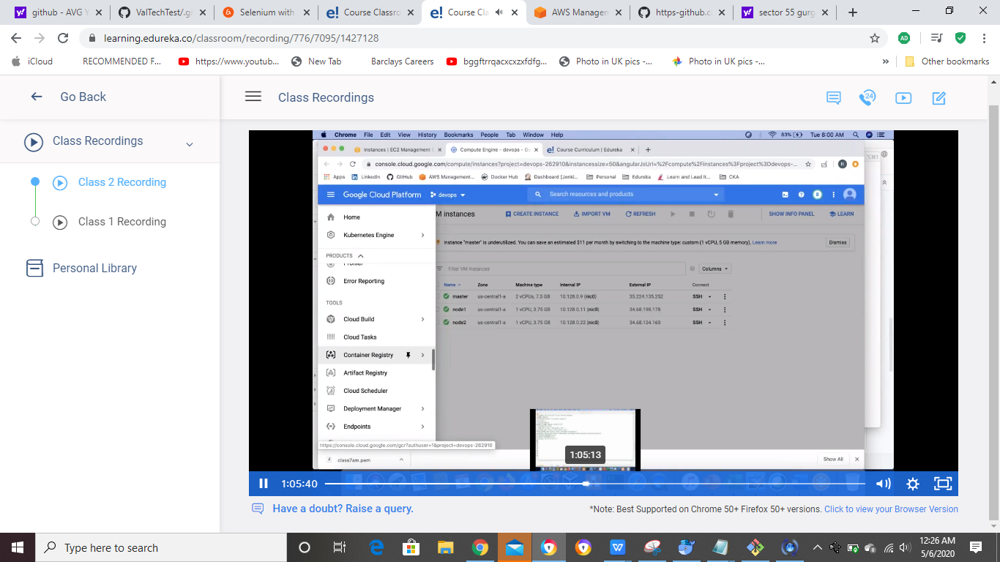 github - AVG Y
ValTechTest/.gi
Selenium with
Course Classro
Course Cla
AWS Managem
https-github.co
sector 55 gurg
learning.edureka.co/classroom/recording/776/7095/1427128
iCloud
RECOMMENDED F...
https://www.youtub...
New Tab
Barclays Careers
bggftrrqacxcxzxfdfg...
Photo in UK pics -...
Photo in UK pics -...
Other bookmarks
Go Back
Class Recordings
Class Recordings
Class 2 Recording
Class 1 Recording
Personal Library
Chrome File Edit View History Bookmarks People Tab Window Help
83% Tue 8:00 AM
Instances | EC2 Management C
Compute Engine - devops - Go
Course Curriculum | Edureka
console.cloud.google.com/compute/instances?project=devops-262910&instancessize=50&angularJsUrl=%2Fcompute%2Finstances%3Fproject%3Ddevops-...
Apps LinkedIn GitHub AWS Management... Docker Hub Dashboard [Jenki... Personal Edureka Learn and Lead It... CKA
Google Cloud Platform devops Search resources and products 8
Home
Kubernetes Engine
PRODUCTS
Profiler
Error Reporting
TOOLS
Cloud Build
Cloud Tasks
Container Registry
Artifact Registry
Cloud Scheduler
Deployment Manager
Endpoints
M instances CREATE INSTANCE IMPORT VM REFRESH SHOW INFO PANEL LEARN
Instance "master" is underutilized. You can save an estimated $11 per month by switching to the machine type: custom (1 vCPU, 5 GB memory). Learn more Dismiss
Filter VM instances Columns
Name Zone Machine type Internal IP External IP Connect
master us-central1-a 2 vCPUs, 7.5 GB 10.128.0.9 (nic0) 35.224.135.252 SSH
node1 us-central1-a 1 vCPU, 3.75 GB 10.128.0.11 (nic0) 34.68.198.178 SSH
node2 us-central1-a 1 vCPU, 3.75 GB 10.128.0.22 (nic0) 34.68.124.160 SSH
https://console.cloud.google.com/gcr?authuser=1&project=devops-262910
class7am.pem
Show All
1:05:13
1:05:40
Have a doubt? Raise a query.
*Note: Best Supported on Chrome 50+ Firefox 50+ versions. Click to view your Browser Version
Type here to search
12:26 AM
5/6/2020